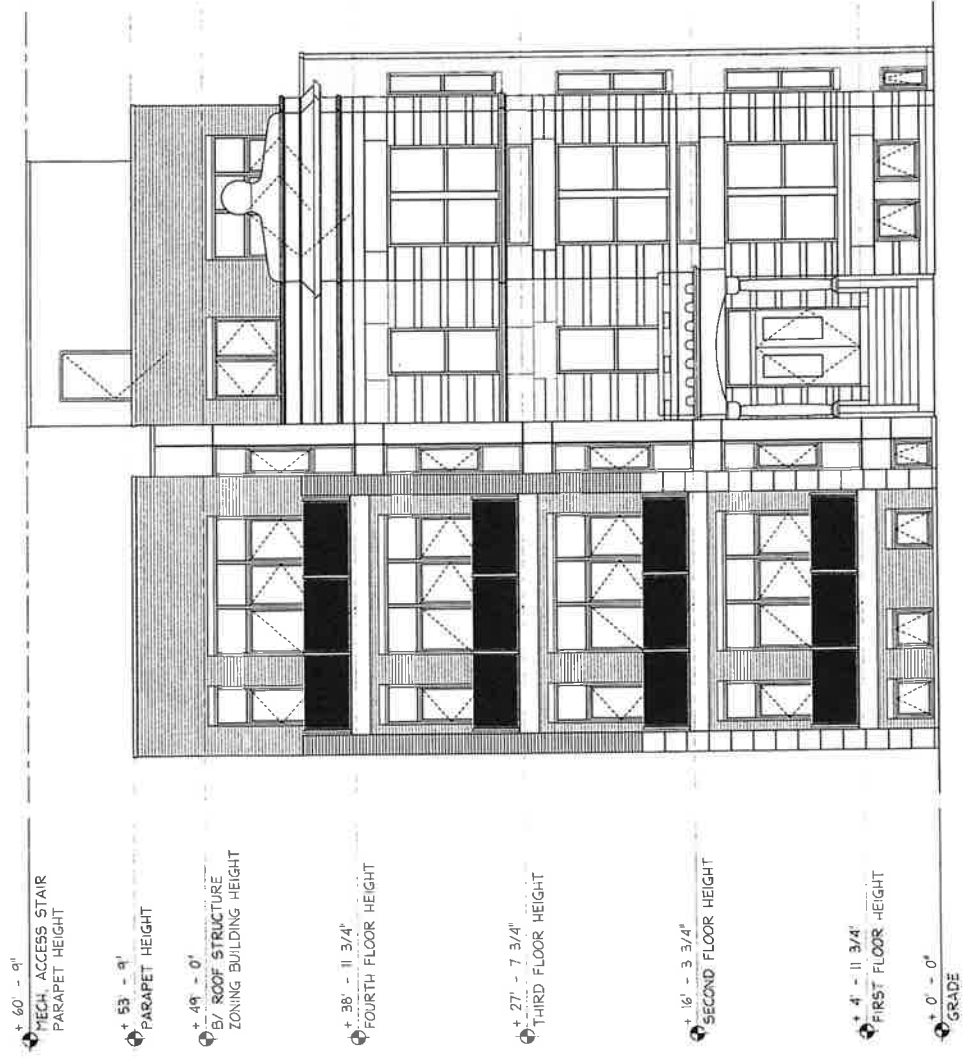 + 60' - 9"
MECH. ACCESS STAIR
PARAPET HEIGHT
+ 53' - 9"
PARAPET HEIGHT
+ 49' - 0"
B/ ROOF STRUCTURE
ZONING BUILDING HEIGHT
+ 38' - 11 3/4"
FOURTH FLOOR HEIGHT
+ 27' - 7 3/4"
THIRD FLOOR HEIGHT
+ 16' - 3 3/4"
SECOND FLOOR HEIGHT
+ 4' - 11 3/4"
FIRST FLOOR HEIGHT
+ 0' - 0"
GRADE